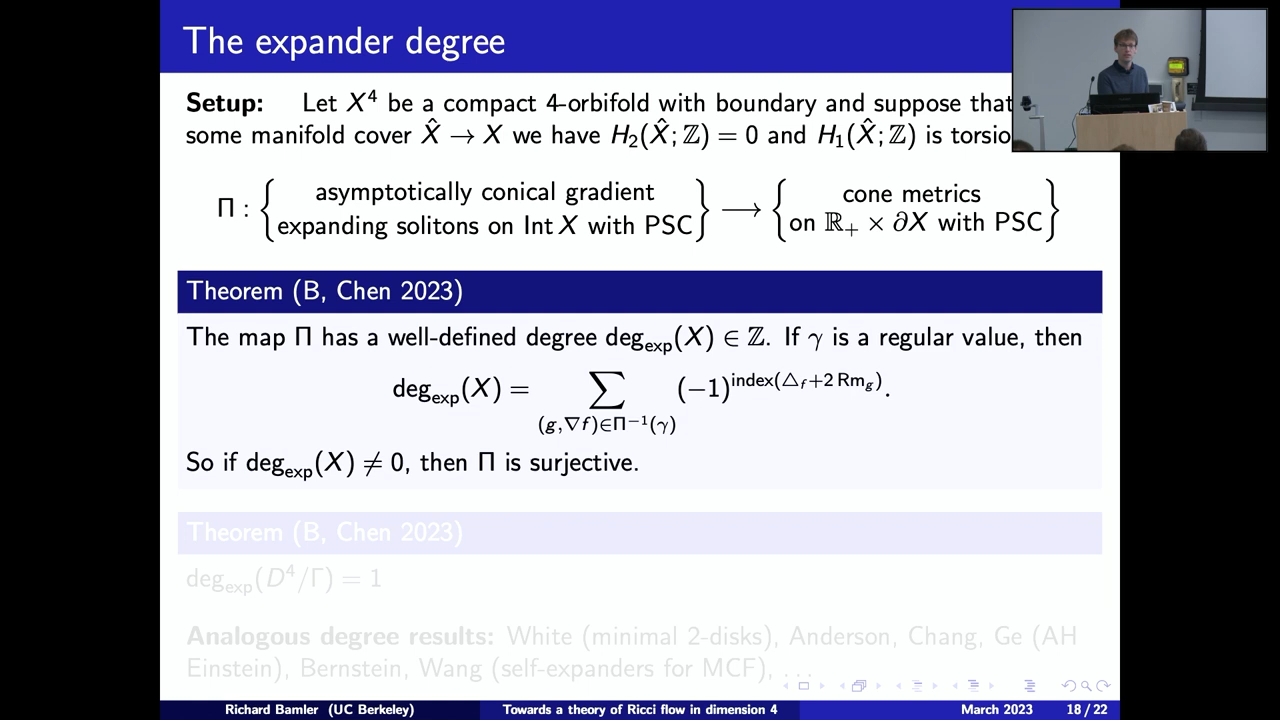 The expander degree
Setup: Let X⁴ be a compact 4-orbifold with boundary and suppose that
some manifold cover X̂ → X we have H₂(X̂; ℤ) = 0 and H₁(X̂; ℤ) is torsio
Π : { asymptotically conical gradient expanding solitons on Int X with PSC } ⟶ { cone metrics on ℝ₊ × ∂X with PSC }
Theorem (B, Chen 2023)
The map Π has a well-defined degree deg_exp(X) ∈ ℤ. If γ is a regular value, then
deg_exp(X) = ∑_{(g,∇f)∈Π⁻¹(γ)} (−1)^{index(△_f+2 Rm_g)}.
So if deg_exp(X) ≠ 0, then Π is surjective.
Theorem (B, Chen 2023)
deg_exp(D⁴/Γ) = 1
Analogous degree results: White (minimal 2-disks), Anderson, Chang, Ge (AH
Einstein), Bernstein, Wang (self-expanders for MCF), ...
Richard Bamler (UC Berkeley) Towards a theory of Ricci flow in dimension 4 March 2023 18 / 22